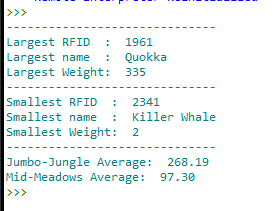 >>>
------------------------------
Largest RFID  :  1961
Largest name  :  Quokka
Largest Weight:  335
------------------------------
Smallest RFID  :  2341
Smallest name  :  Killer Whale
Smallest Weight:  2
------------------------------
Jumbo-Jungle Average:  268.19
Mid-Meadows Average:  97.30
>>>